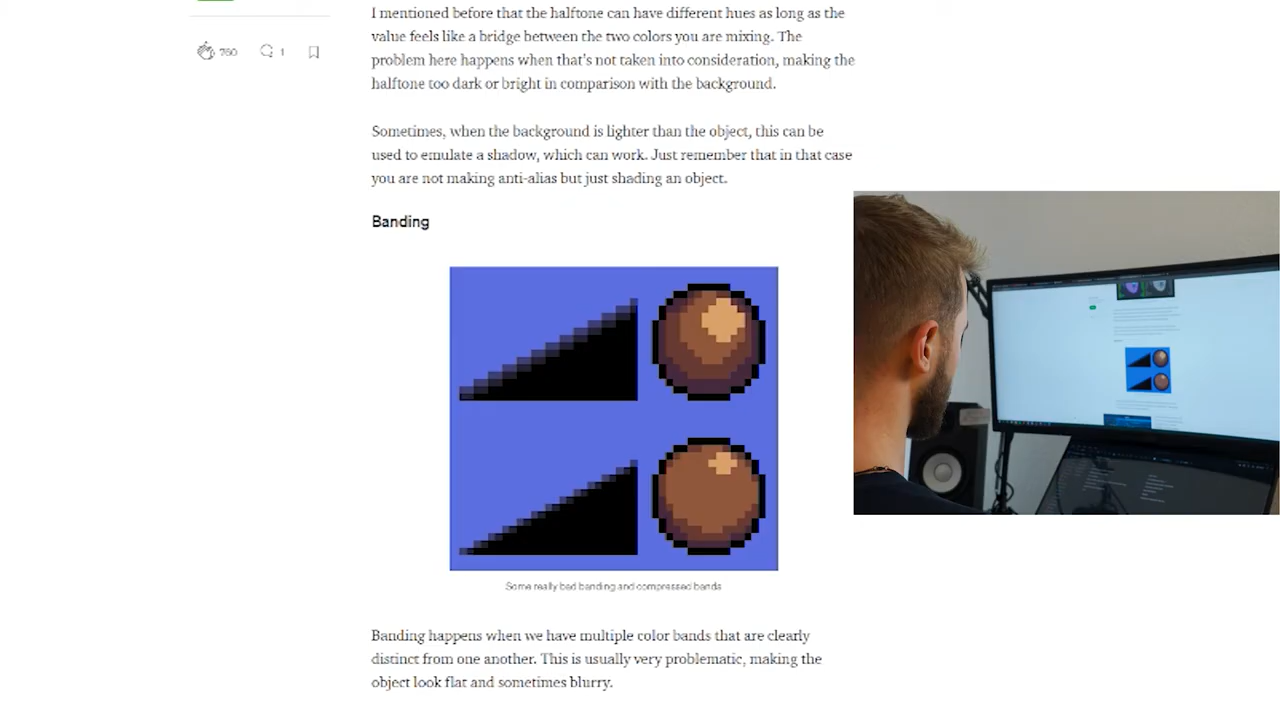 I mentioned before that the halftone can have different hues as long as the
value feels like a bridge between the two colors you are mixing. The
problem here happens when that's not taken into consideration, making the
halftone too dark or bright in comparison with the background.
760
1
Sometimes, when the background is lighter than the object, this can be
used to emulate a shadow, which can work. Just remember that in that case
you are not making anti-alias but just shading an object.
Banding
Some really bad banding and compressed bands
Banding happens when we have multiple color bands that are clearly
distinct from one another. This is usually very problematic, making the
object look flat and sometimes blurry.